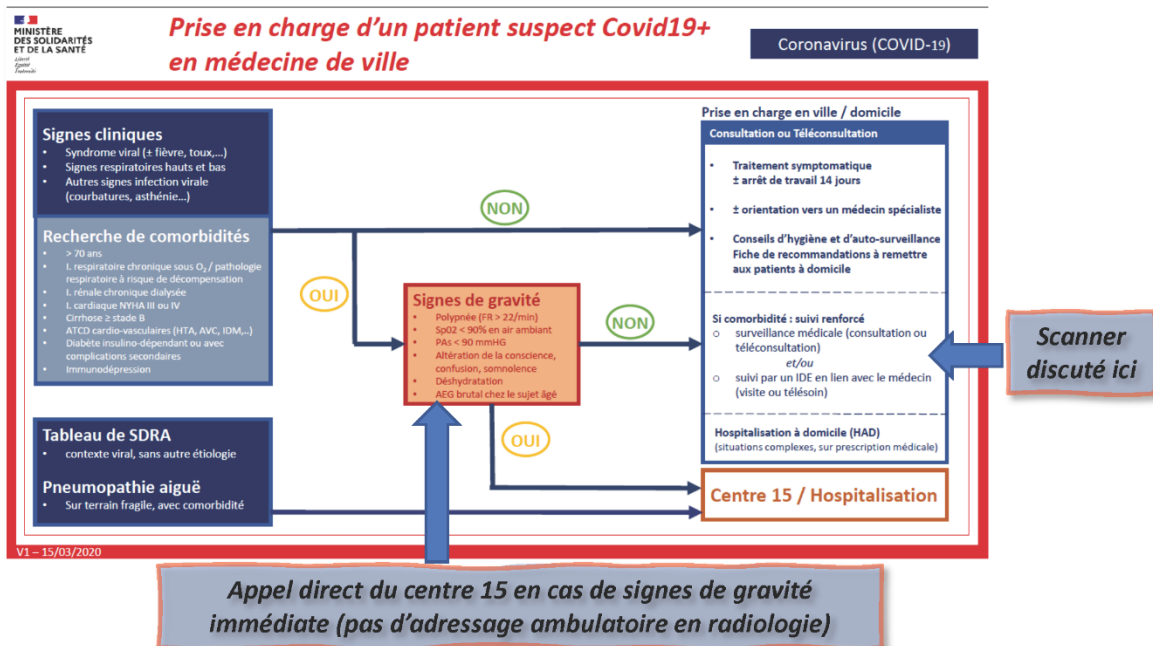 MINISTÈRE
DES SOLIDARITÉS
ET DE LA SANTÉ
Liberté
Égalité
Fraternité
Prise en charge d'un patient suspect Covid19+
en médecine de ville
Coronavirus (COVID-19)
Signes cliniques
• Syndrome viral (± fièvre, toux,...)
• Signes respiratoires hauts et bas
• Autres signes infection virale
(courbatures, asthénie...)
Recherche de comorbidités
• > 70 ans
• I. respiratoire chronique sous O2 / pathologie
respiratoire à risque de décompensation
• I. rénale chronique dialysée
• I. cardiaque NYHA III ou IV
• Cirrhose ≥ stade B
• ATCD cardio-vasculaires (HTA, AVC, IDM,..)
• Diabète insulino-dépendant ou avec
complications secondaires
• Immunodépression
Tableau de SDRA
• contexte viral, sans autre étiologie
Pneumopathie aiguë
• Sur terrain fragile, avec comorbidité
NON
OUI
Signes de gravité
• Polypnée (FR > 22/min)
• Sp02 < 90% en air ambiant
• PAs < 90 mmHG
• Altération de la conscience,
confusion, somnolence
• Déshydratation
• AEG brutal chez le sujet âgé
NON
OUI
Prise en charge en ville / domicile
Consultation ou Téléconsultation
• Traitement symptomatique
± arrêt de travail 14 jours
• ± orientation vers un médecin spécialiste
• Conseils d'hygiène et d'auto-surveillance
Fiche de recommandations à remettre
aux patients à domicile
Si comorbidité : suivi renforcé
o surveillance médicale (consultation ou
téléconsultation)
et/ou
o suivi par un IDE en lien avec le médecin
(visite ou télésoin)
Hospitalisation à domicile (HAD)
(situations complexes, sur prescription médicale)
Centre 15 / Hospitalisation
Scanner
discuté ici
V1 – 15/03/2020
Appel direct du centre 15 en cas de signes de gravité
immédiate (pas d'adressage ambulatoire en radiologie)